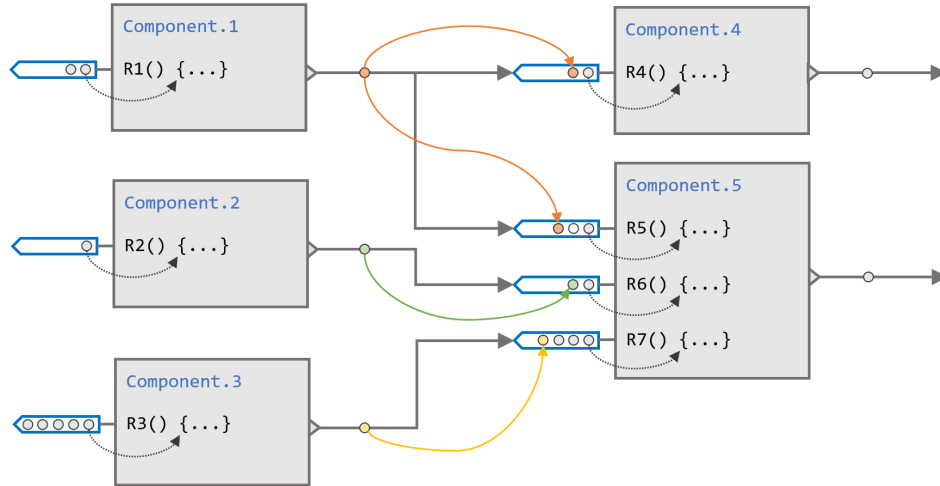 Component.1
R1() {...}
Component.2
R2() {...}
Component.3
R3() {...}
Component.4
R4() {...}
Component.5
R5() {...}
R6() {...}
R7() {...}